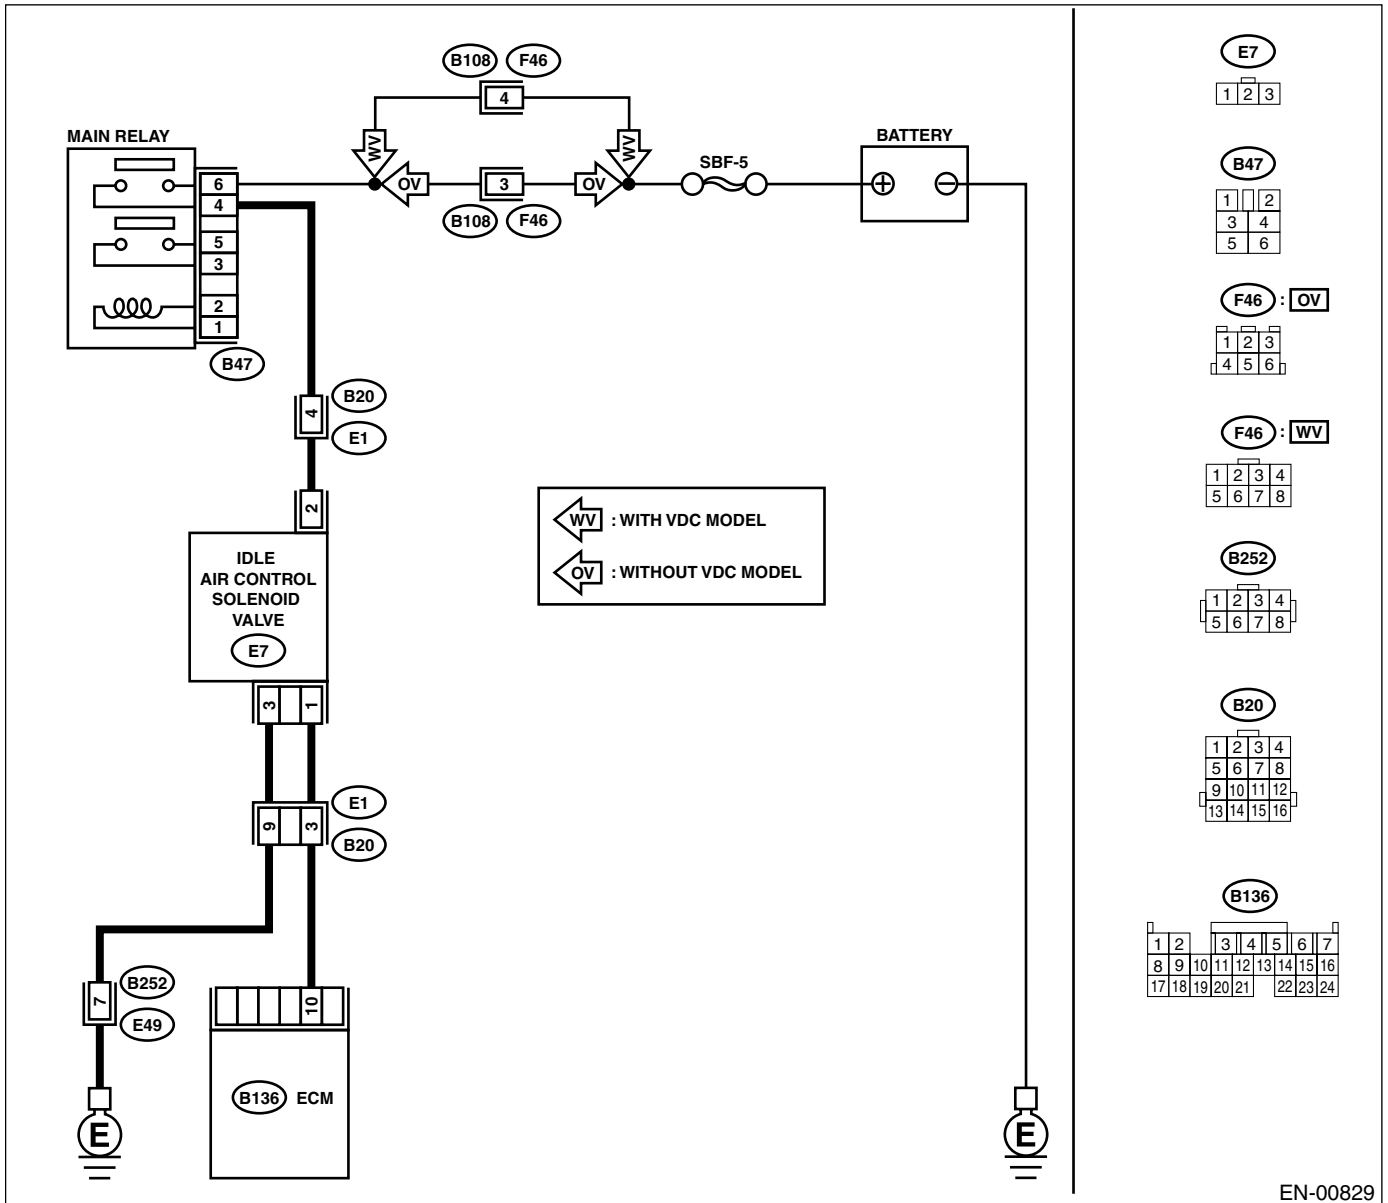 B108 F46
4
MAIN RELAY
WV WV
BATTERY
SBF-5
6
OV 3 OV
+ −
4
B108 F46
5
3
2
1
B47
4
B20
E1
2
IDLE
AIR CONTROL
SOLENOID
VALVE
E7
WV : WITH VDC MODEL
OV : WITHOUT VDC MODEL
3 1
E1
9 3
B20
B252
7
E49
10
B136 ECM
E
E
E7
1 2 3
B47
1 2
3 4
5 6
F46 : OV
1 2 3
4 5 6
F46 : WV
1 2 3 4
5 6 7 8
B252
1 2 3 4
5 6 7 8
B20
1 2 3 4
5 6 7 8
9 10 11 12
13 14 15 16
B136
1 2 3 4 5 6 7
8 9 10 11 12 13 14 15 16
17 18 19 20 21 22 23 24
EN-00829